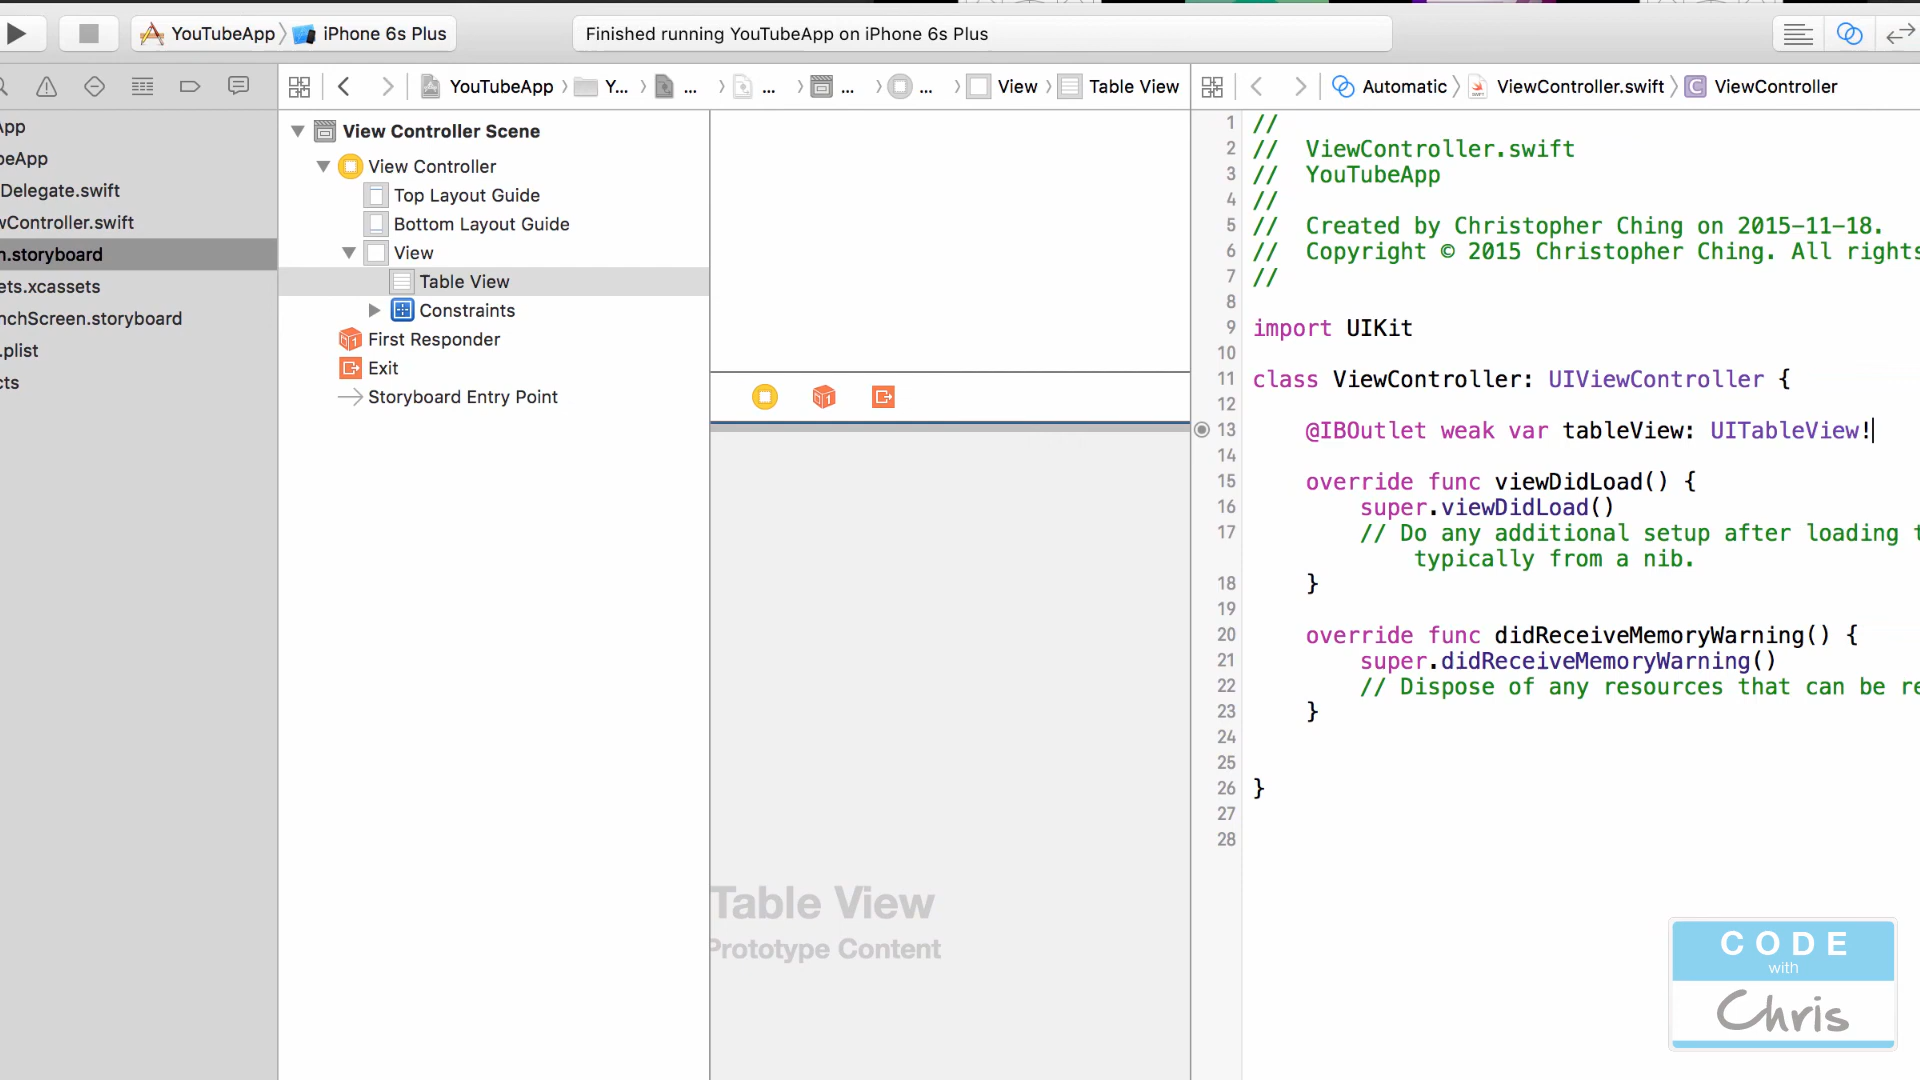 YouTubeApp
iPhone 6s Plus
Finished running YouTubeApp on iPhone 6s Plus
YouTubeApp
Y...
...
...
...
...
View
Table View
Automatic
ViewController.swift
ViewController
App
beApp
Delegate.swift
wController.swift
n.storyboard
ets.xcassets
nchScreen.storyboard
.plist
cts
View Controller Scene
View Controller
Top Layout Guide
Bottom Layout Guide
View
Table View
Constraints
First Responder
Exit
Storyboard Entry Point
Table View
Prototype Content
1 //
2 //  ViewController.swift
3 //  YouTubeApp
4 //
5 //  Created by Christopher Ching on 2015-11-18.
6 //  Copyright © 2015 Christopher Ching. All rights
7 //
8
9 import UIKit
10
11 class ViewController: UIViewController {
12
13     @IBOutlet weak var tableView: UITableView!
14
15     override func viewDidLoad() {
16         super.viewDidLoad()
17         // Do any additional setup after loading t
            typically from a nib.
18     }
19
20     override func didReceiveMemoryWarning() {
21         super.didReceiveMemoryWarning()
22         // Dispose of any resources that can be re
23     }
24
25
26 }
27
28
CODE
with
Chris